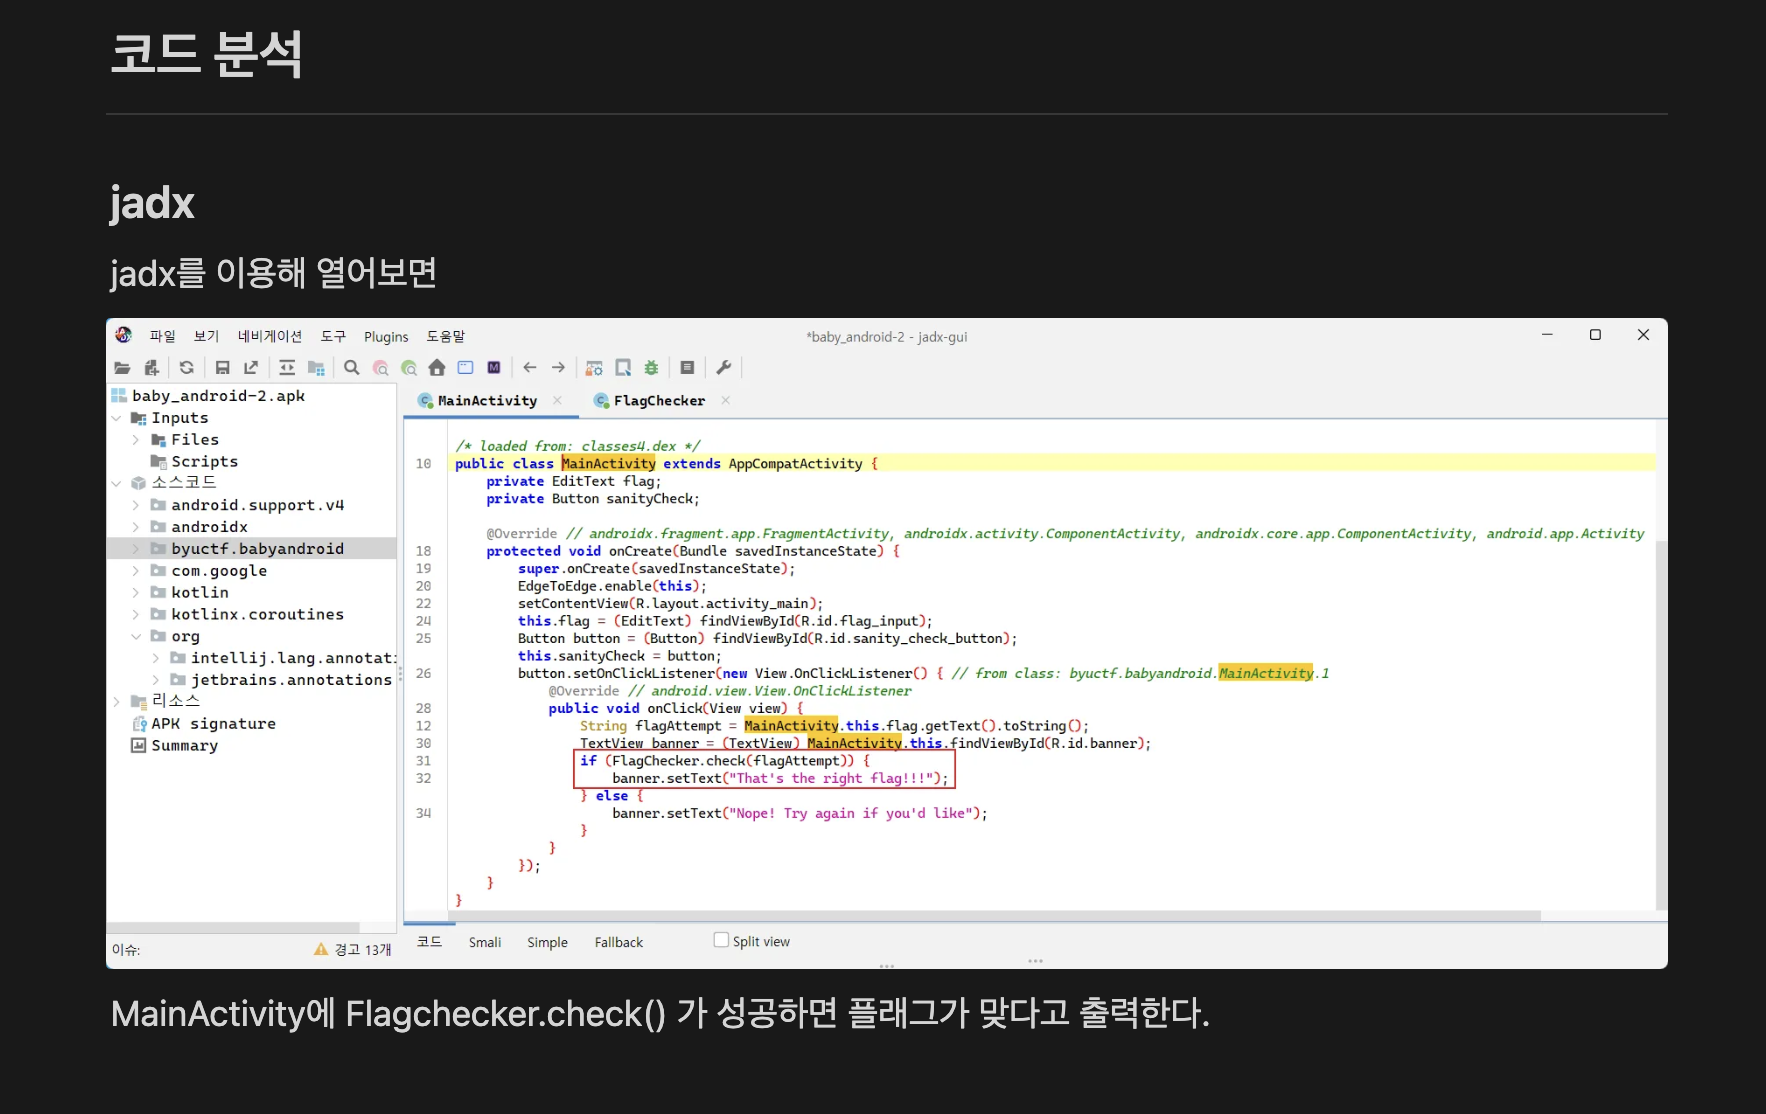 코드 분석
jadx
jadx를 이용해 열어보면
파일 보기 네비게이션 도구 Plugins 도움말 *baby_android-2 - jadx-gui
baby_android-2.apk
Inputs
Files
Scripts
소스코드
android.support.v4
androidx
byuctf.babyandroid
com.google
kotlin
kotlinx.coroutines
org
intellij.lang.annotati
jetbrains.annotations
리소스
APK signature
Summary
이슈: 경고 13개
MainActivity FlagChecker
/* loaded from: classes4.dex */
10 public class MainActivity extends AppCompatActivity {
private EditText flag;
private Button sanityCheck;
@Override // androidx.fragment.app.FragmentActivity, androidx.activity.ComponentActivity, androidx.core.app.ComponentActivity, android.app.Activity
18 protected void onCreate(Bundle savedInstanceState) {
19 super.onCreate(savedInstanceState);
20 EdgeToEdge.enable(this);
22 setContentView(R.layout.activity_main);
24 this.flag = (EditText) findViewById(R.id.flag_input);
25 Button button = (Button) findViewById(R.id.sanity_check_button);
this.sanityCheck = button;
26 button.setOnClickListener(new View.OnClickListener() { // from class: byuctf.babyandroid.MainActivity.1
@Override // android.view.View.OnClickListener
28 public void onClick(View view) {
12 String flagAttempt = MainActivity.this.flag.getText().toString();
30 TextView banner = (TextView) MainActivity.this.findViewById(R.id.banner);
31 if (FlagChecker.check(flagAttempt)) {
32 banner.setText("That's the right flag!!!");
} else {
34 banner.setText("Nope! Try again if you'd like");
}
}
});
}
}
코드 Smali Simple Fallback Split view
MainActivity에 Flagchecker.check() 가 성공하면 플래그가 맞다고 출력한다.